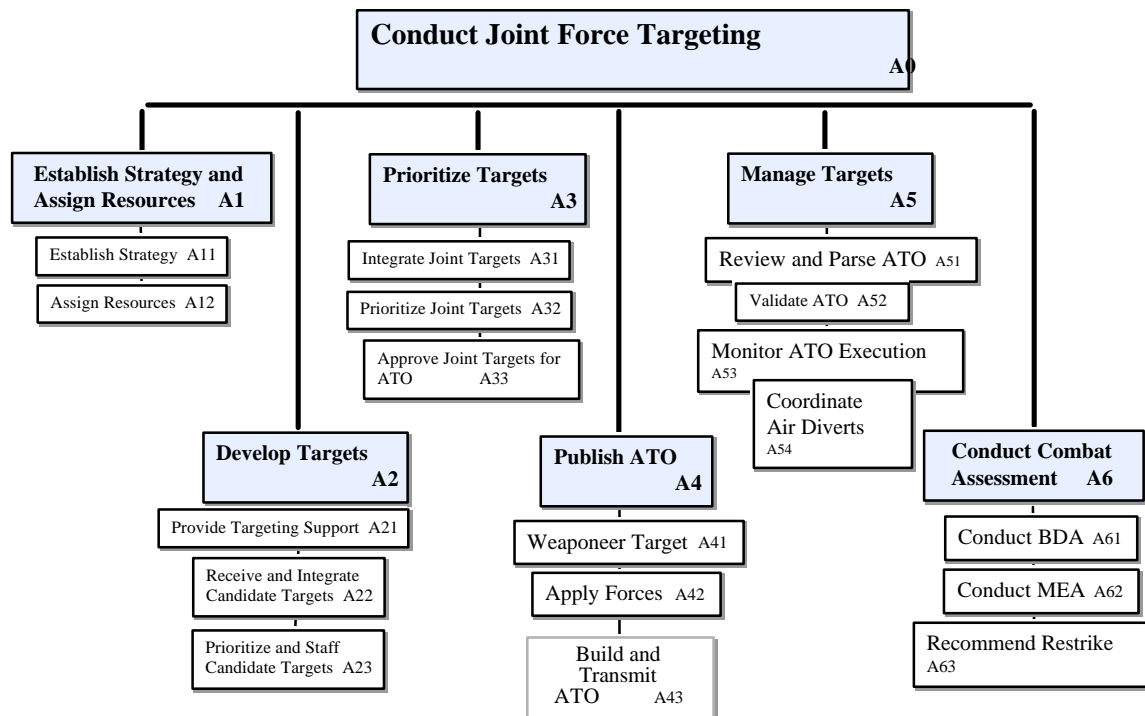 Conduct Joint Force Targeting
A0
Establish Strategy and
Assign Resources A1
Establish Strategy A11
Assign Resources A12
Develop Targets
A2
Provide Targeting Support A21
Receive and Integrate
Candidate Targets A22
Prioritize and Staff
Candidate Targets A23
Prioritize Targets
A3
Integrate Joint Targets A31
Prioritize Joint Targets A32
Approve Joint Targets for
ATO A33
Publish ATO
A4
Weaponeer Target A41
Apply Forces A42
Build and
Transmit
ATO A43
Manage Targets
A5
Review and Parse ATO A51
Validate ATO A52
Monitor ATO Execution
A53
Coordinate
Air Diverts
A54
Conduct Combat
Assessment A6
Conduct BDA A61
Conduct MEA A62
Recommend Restrike
A63